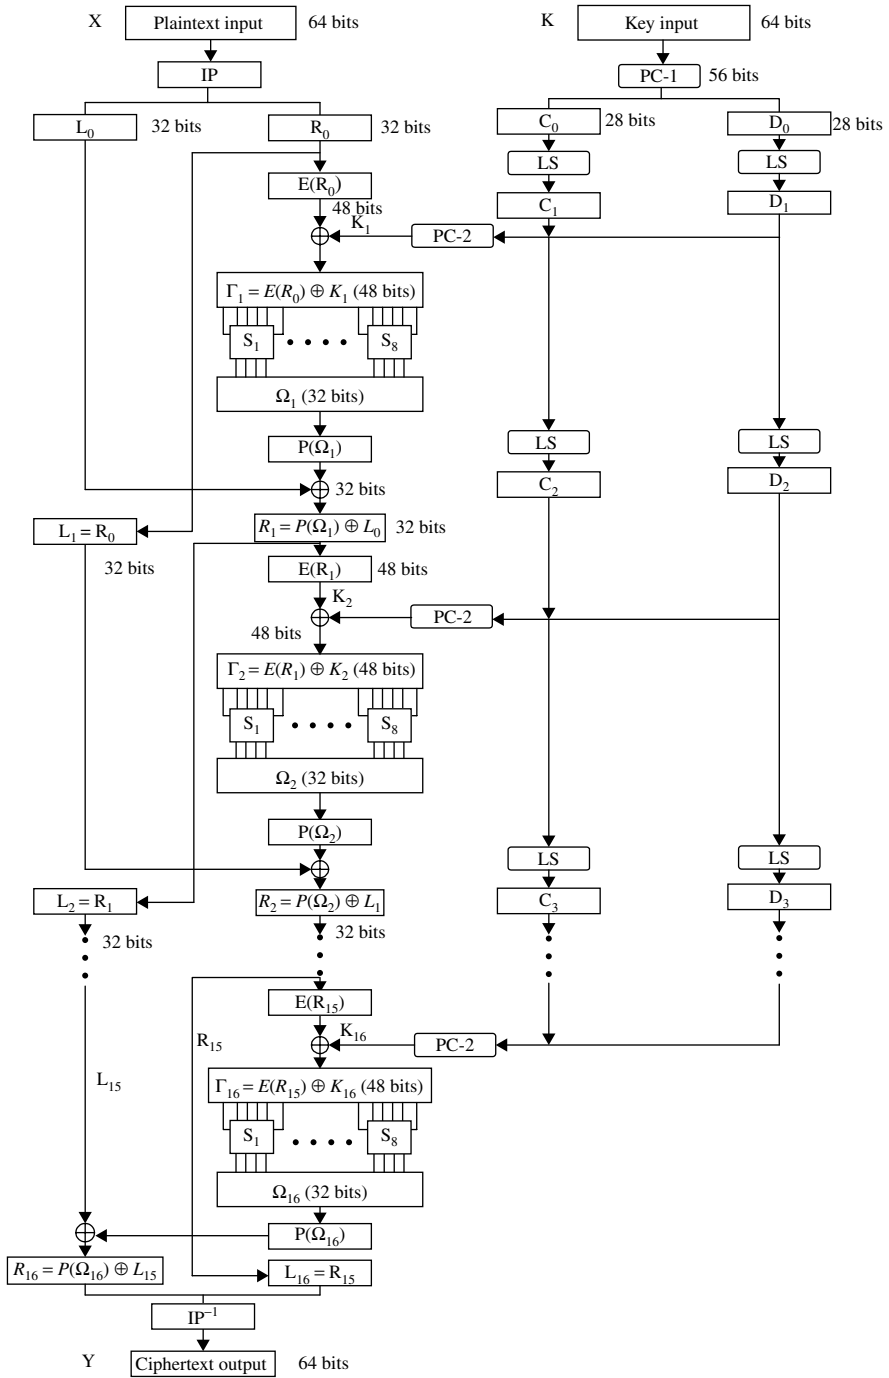 X Plaintext input 64 bits K Key input 64 bits
IP PC-1 56 bits
L₀ 32 bits R₀ 32 bits C₀ 28 bits D₀ 28 bits
LS LS
E(R₀) C₁ D₁
48 bits
K₁ PC-2
Γ₁ = E(R₀) ⊕ K₁ (48 bits)
S₁ • • • • S₈
Ω₁ (32 bits)
P(Ω₁) LS LS
32 bits C₂ D₂
L₁ = R₀ R₁ = P(Ω₁) ⊕ L₀ 32 bits
32 bits E(R₁) 48 bits
K₂ PC-2
48 bits
Γ₂ = E(R₁) ⊕ K₂ (48 bits)
S₁ • • • • S₈
Ω₂ (32 bits)
P(Ω₂)
LS LS
L₂ = R₁ R₂ = P(Ω₂) ⊕ L₁ C₃ D₃
32 bits 32 bits
E(R₁₅)
R₁₅ K₁₆ PC-2
L₁₅ Γ₁₆ = E(R₁₅) ⊕ K₁₆ (48 bits)
S₁ • • • • S₈
Ω₁₆ (32 bits)
P(Ω₁₆)
R₁₆ = P(Ω₁₆) ⊕ L₁₅ L₁₆ = R₁₅
IP⁻¹
Y Ciphertext output 64 bits